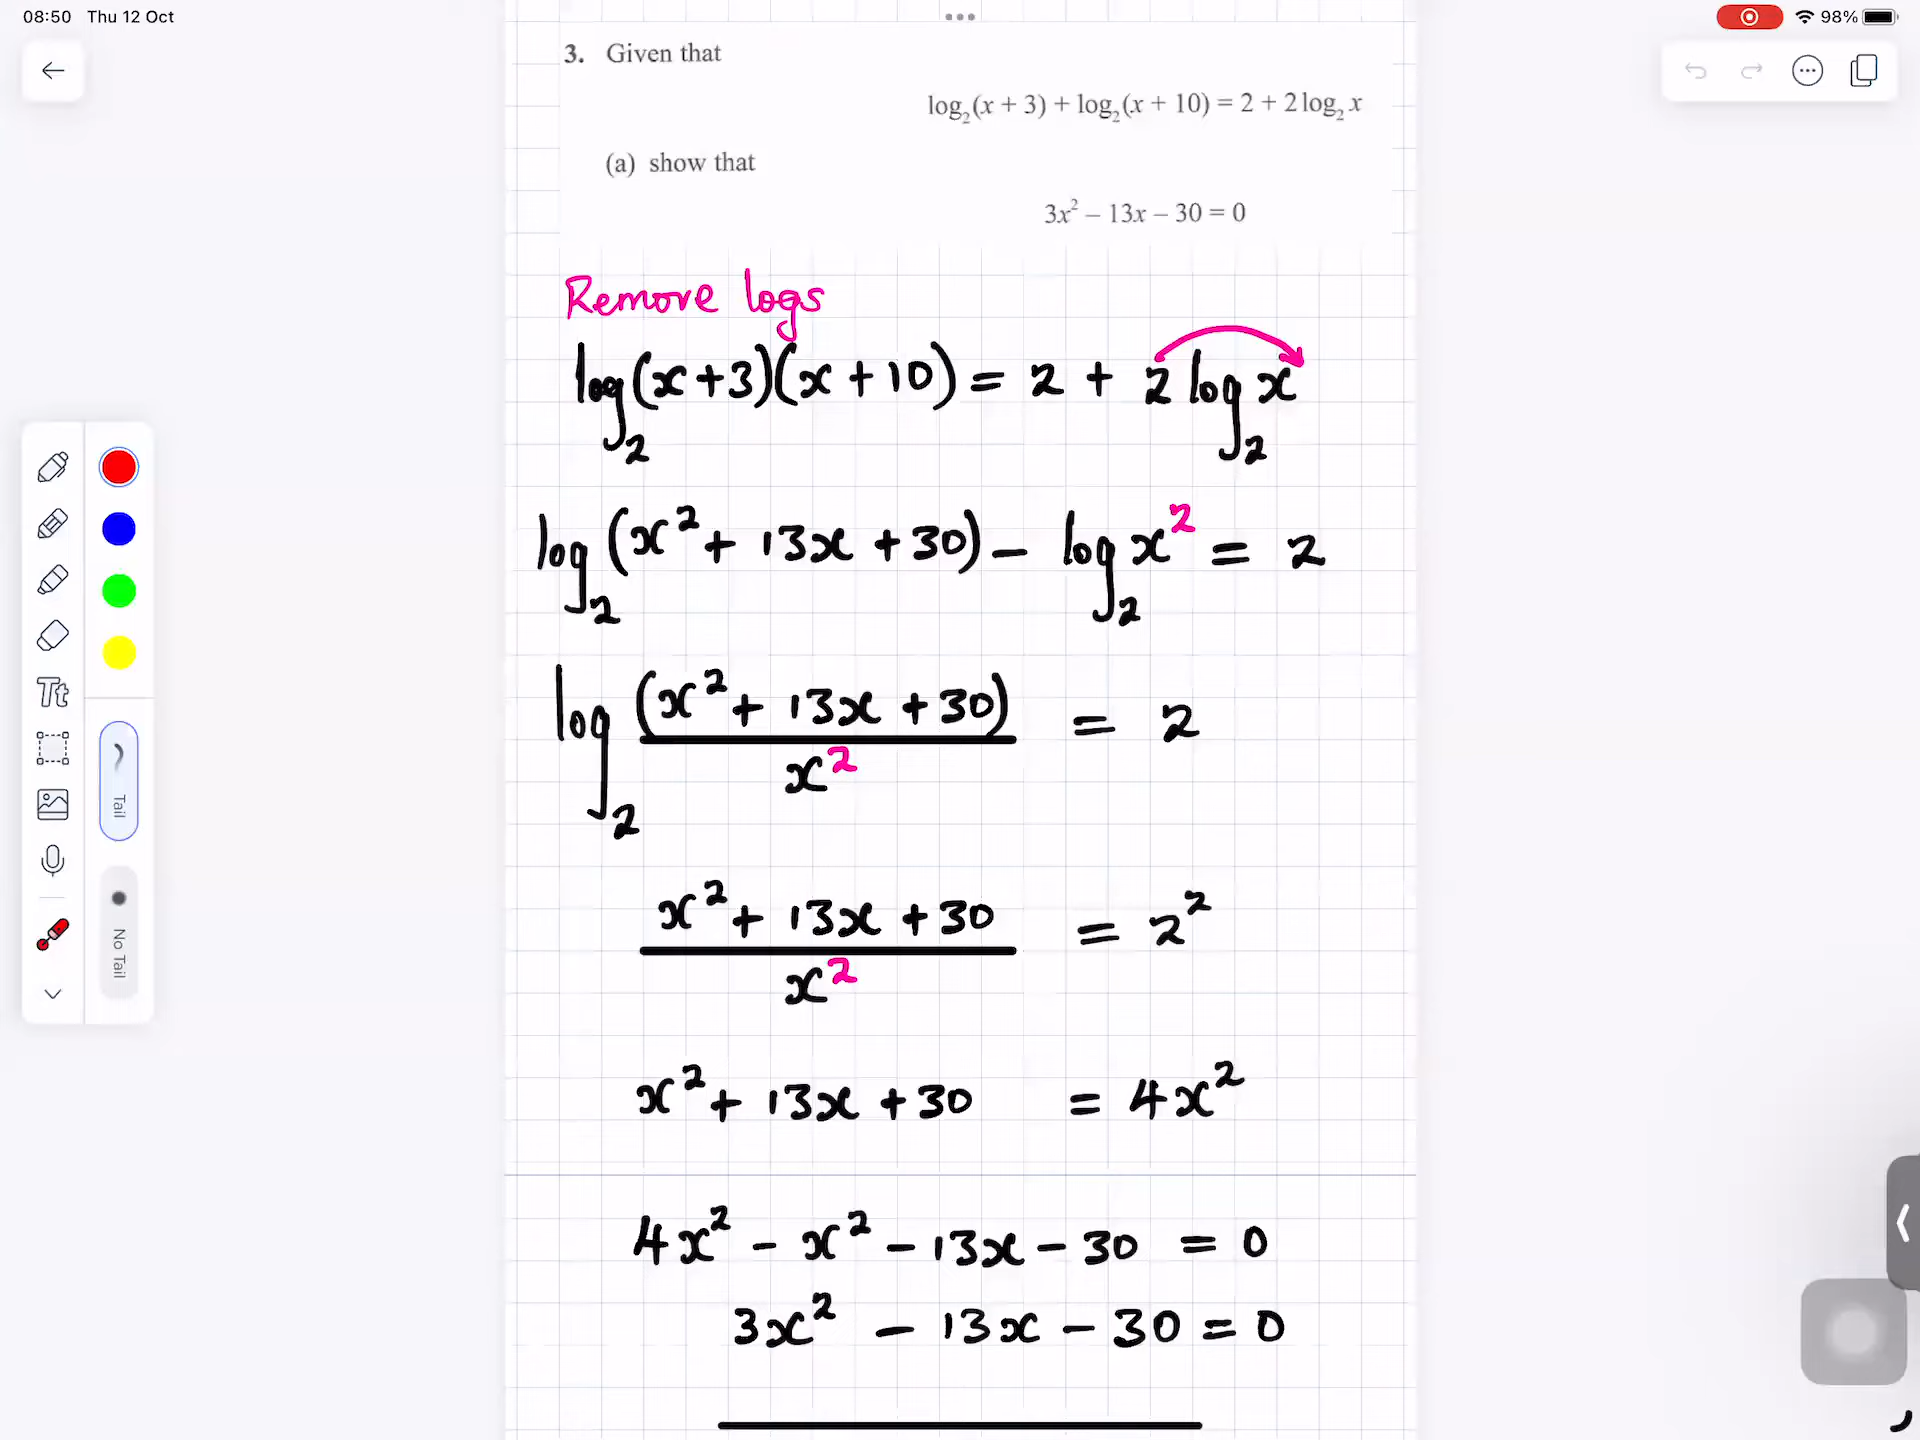 08:50 Thu 12 Oct
98%
3. Given that
log₂(x + 3) + log₂(x + 10) = 2 + 2 log₂ x
(a) show that
3x² – 13x – 30 = 0
Remove logs
log₂(x+3)(x+10) = 2 + 2 log₂ x
log₂(x² + 13x + 30) – log₂ x² = 2
log₂ (x² + 13x + 30)
= 2
x²
x² + 13x + 30
= 2²
x²
x² + 13x + 30 = 4x²
4x² – x² – 13x – 30 = 0
3x² – 13x – 30 = 0
Tt
Tail
No Tail